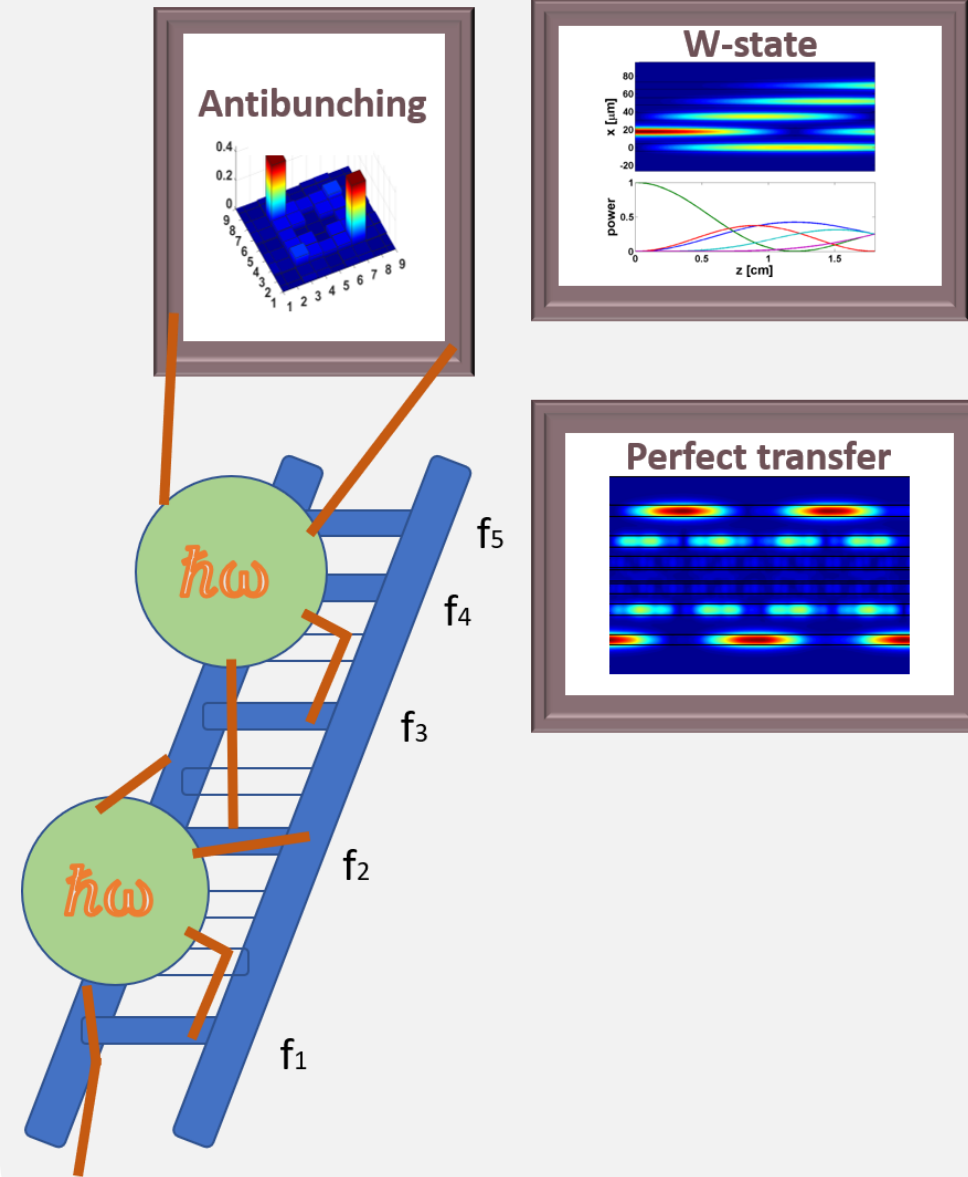 Antibunching
0.4
0.2
0
9
8
7
6
5
4
3
2
1
1 2 3 4 5 6 7 8 9
W-state
x [μm]
80
60
40
20
0
-20
power
1
0.5
0
0 0.5 1 1.5
z [cm]
Perfect transfer
ħω
f5
f4
f3
ħω
f2
f1